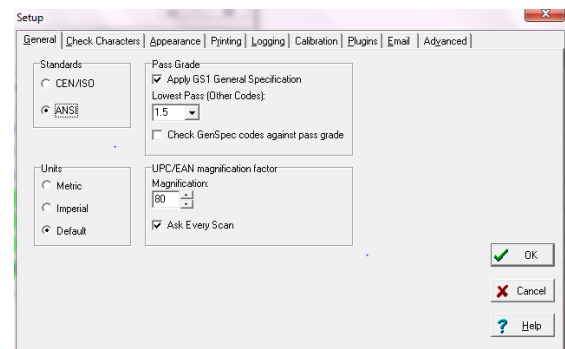 Setup
General Check Characters Appearance Printing Logging Calibration Plugins Email Advanced
Standards
CEN/ISO
ANSI
Pass Grade
Apply GS1 General Specification
Lowest Pass (Other Codes):
1.5
Check GenSpec codes against pass grade
Units
Metric
Imperial
Default
UPC/EAN magnification factor
Magnification:
80
Ask Every Scan
OK
Cancel
Help